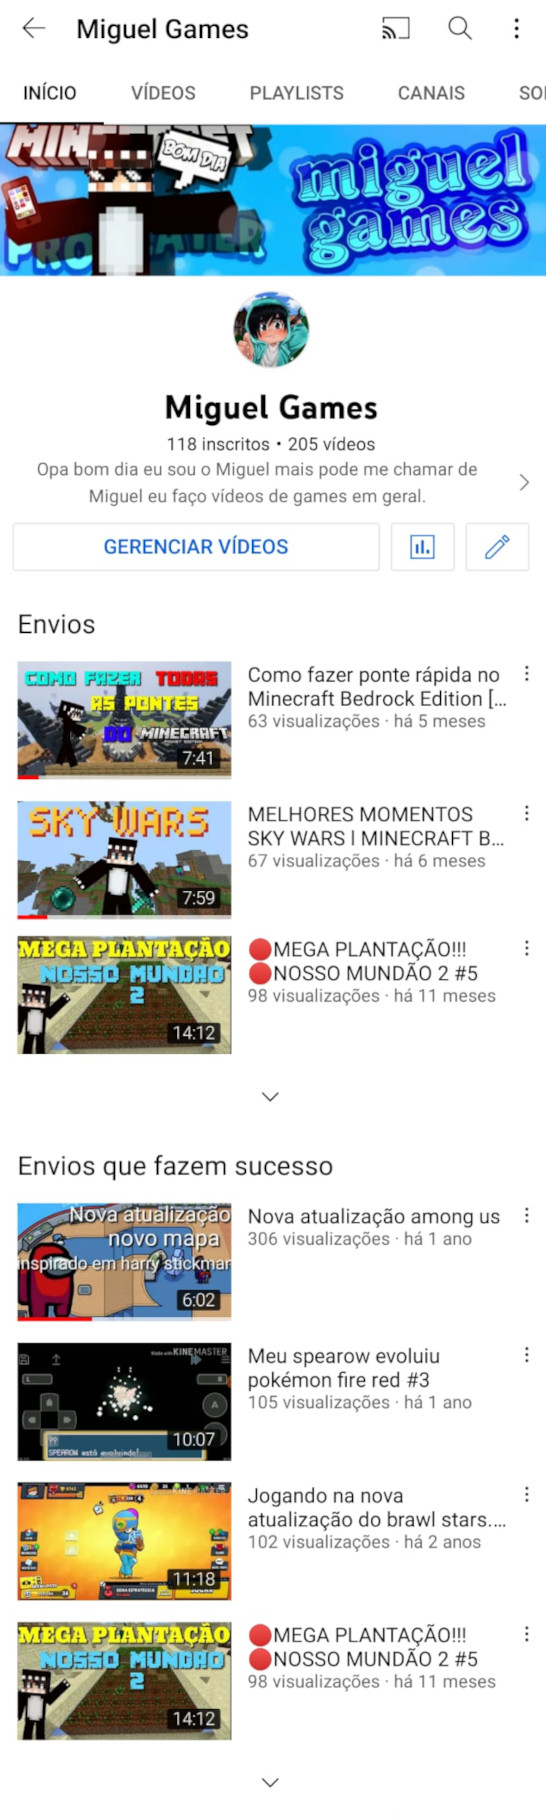 Miguel Games
INÍCIO VÍDEOS PLAYLISTS CANAIS SO
BOM DIA
miguel
games
Miguel Games
118 inscritos • 205 vídeos
Opa bom dia eu sou o Miguel mais pode me chamar de
Miguel eu faço vídeos de games em geral.
GERENCIAR VÍDEOS
Envios
COMO FAZER TODAS
AS PONTES
DO MINECRAFT
7:41
Como fazer ponte rápida no
Minecraft Bedrock Edition [...
63 visualizações · há 5 meses
SKY WARS
7:59
MELHORES MOMENTOS
SKY WARS l MINECRAFT B...
67 visualizações · há 6 meses
MEGA PLANTAÇÃO
NOSSO MUNDÃO
2
14:12
🔴MEGA PLANTAÇÃO!!!
🔴NOSSO MUNDÃO 2 #5
98 visualizações · há 11 meses
Envios que fazem sucesso
Nova atualização
novo mapa
inspirado em harry stickman
6:02
Nova atualização among us
306 visualizações · há 1 ano
Made with KINEMASTER
L
R
A
SPEAROW está evoluindo!
10:07
Meu spearow evoluiu
pokémon fire red #3
105 visualizações · há 1 ano
11:18
Jogando na nova
atualização do brawl stars....
102 visualizações · há 2 anos
MEGA PLANTAÇÃO
NOSSO MUNDÃO
2
14:12
🔴MEGA PLANTAÇÃO!!!
🔴NOSSO MUNDÃO 2 #5
98 visualizações · há 11 meses